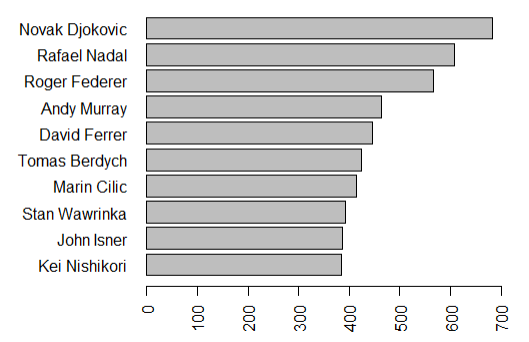 Novak Djokovic
Rafael Nadal
Roger Federer
Andy Murray
David Ferrer
Tomas Berdych
Marin Cilic
Stan Wawrinka
John Isner
Kei Nishikori
0 100 200 300 400 500 600 700